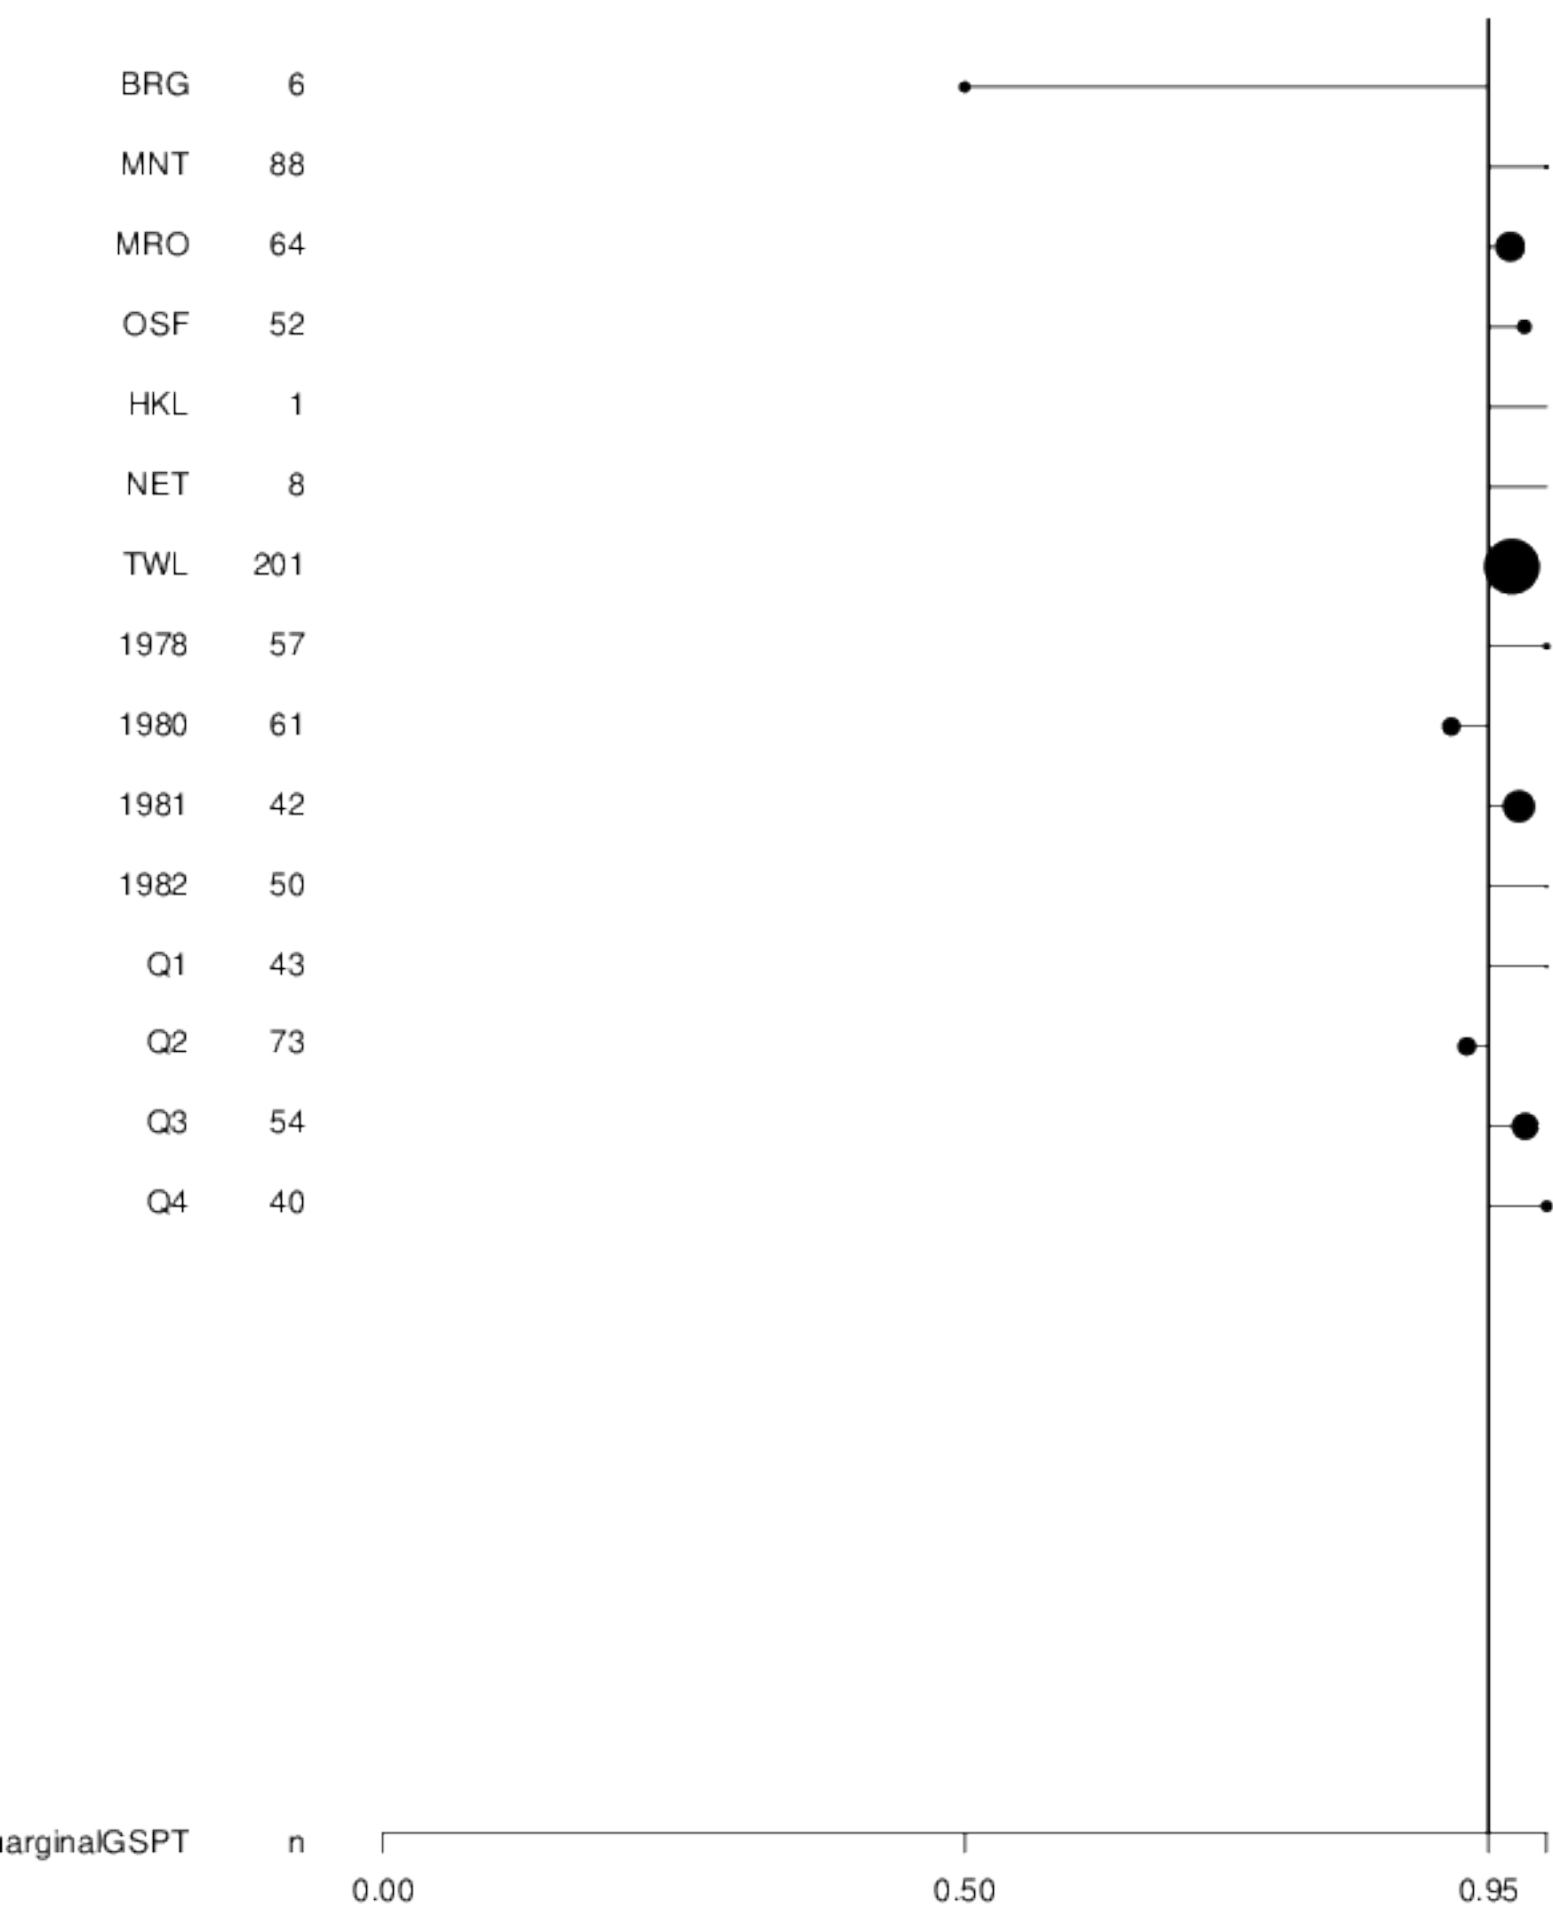 BRG 6
MNT 88
MRO 64
OSF 52
HKL 1
NET 8
TWL 201
1978 57
1980 61
1981 42
1982 50
Q1 43
Q2 73
Q3 54
Q4 40
arginalGSPT n
0.00 0.50 0.95